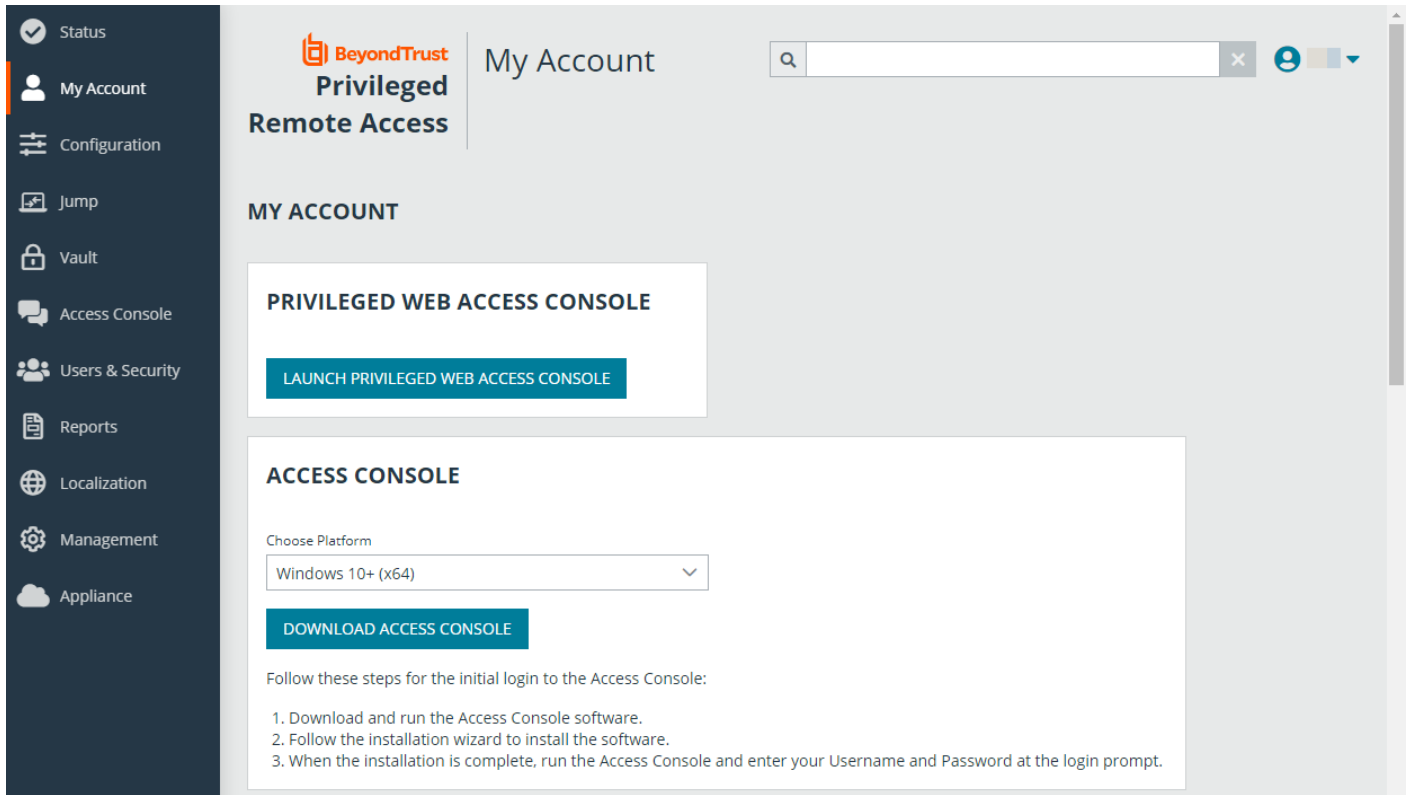 Status
My Account
Configuration
Jump
Vault
Access Console
Users & Security
Reports
Localization
Management
Appliance
BeyondTrust
Privileged
Remote Access
My Account
MY ACCOUNT
PRIVILEGED WEB ACCESS CONSOLE
LAUNCH PRIVILEGED WEB ACCESS CONSOLE
ACCESS CONSOLE
Choose Platform
Windows 10+ (x64)
DOWNLOAD ACCESS CONSOLE
Follow these steps for the initial login to the Access Console:
1. Download and run the Access Console software.
2. Follow the installation wizard to install the software.
3. When the installation is complete, run the Access Console and enter your Username and Password at the login prompt.